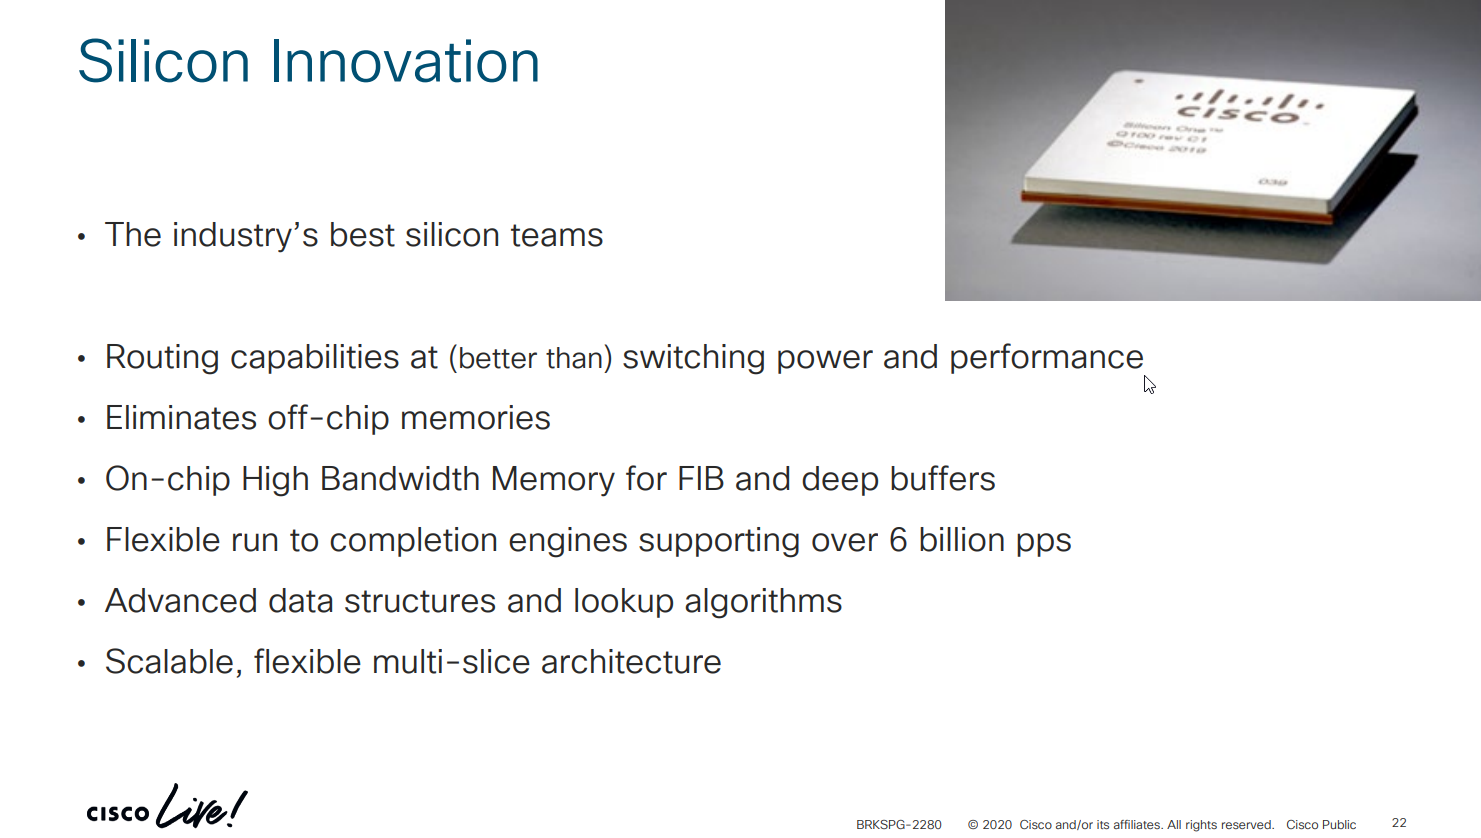 Silicon Innovation
CISCO
Silicon One™
Q100 rev C1
©Cisco 2019
039
• The industry's best silicon teams
• Routing capabilities at (better than) switching power and performance
• Eliminates off-chip memories
• On-chip High Bandwidth Memory for FIB and deep buffers
• Flexible run to completion engines supporting over 6 billion pps
• Advanced data structures and lookup algorithms
• Scalable, flexible multi-slice architecture
CISCO Live!
BRKSPG-2280 © 2020 Cisco and/or its affiliates. All rights reserved. Cisco Public 22